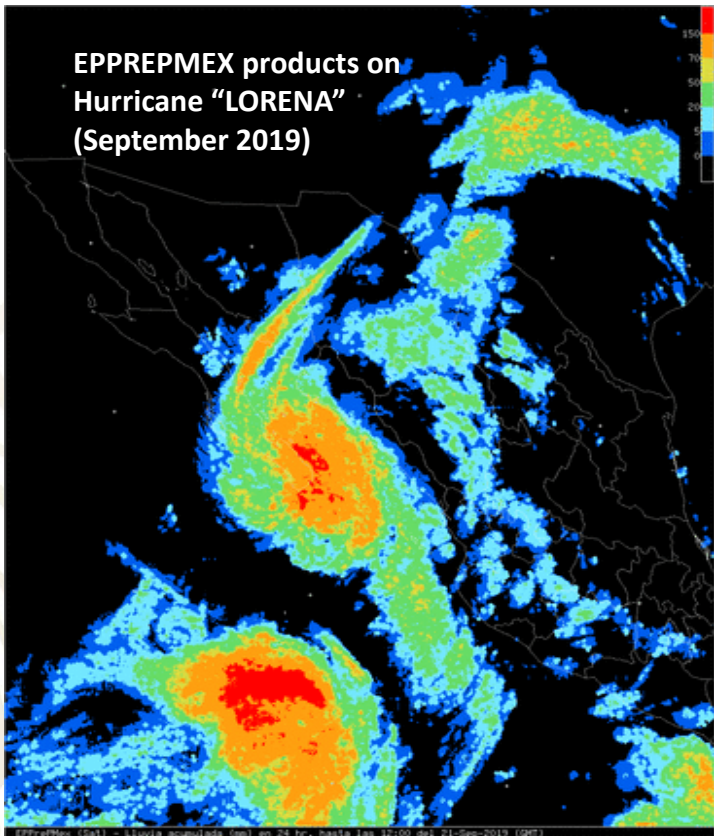 EPPREPMEX products on
Hurricane “LORENA”
(September 2019)
150
70
50
20
5
0
EPPrePMex (Sat) - Lluvia acumulada (mm) en 24 hr. hasta las 12:00 del 21-Sep-2019 (GMT)